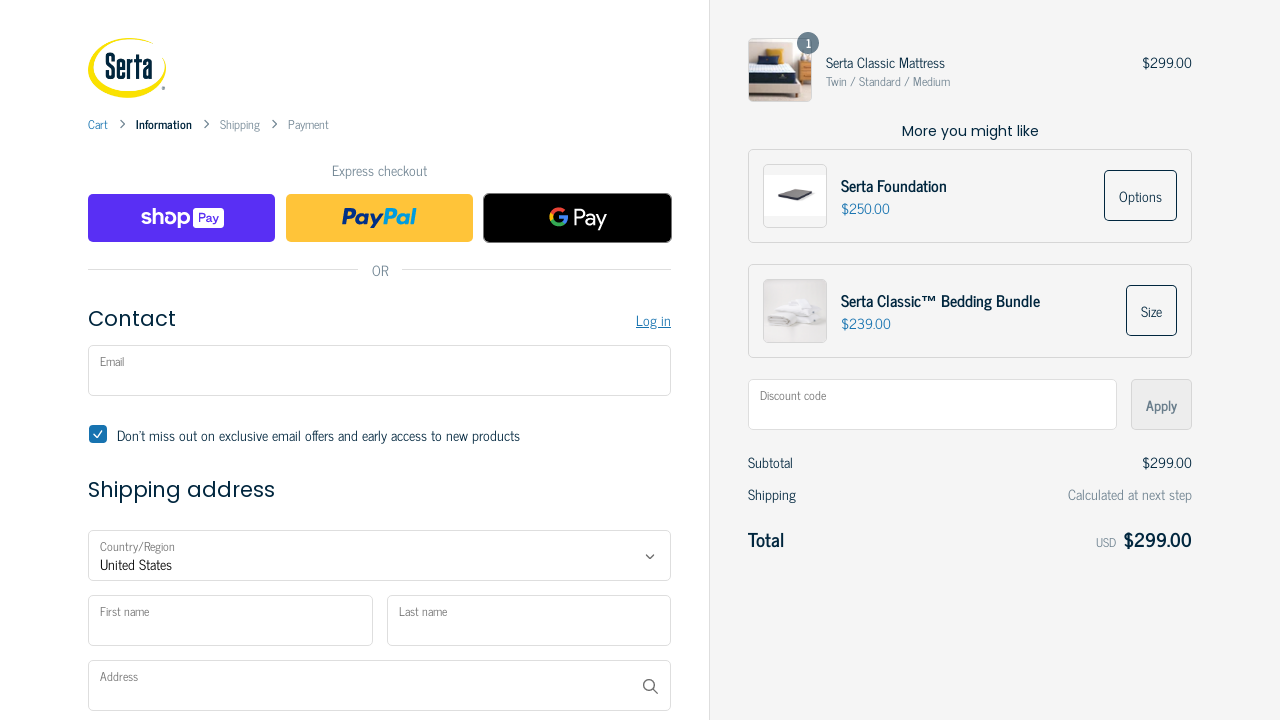 Serta
Cart > Information > Shipping > Payment
Express checkout
shop Pay
PayPal
G Pay
OR
Contact
Log in
Email
Don't miss out on exclusive email offers and early access to new products
Shipping address
Country/Region
United States
First name
Last name
Address
1
Serta Classic Mattress
$299.00
Twin / Standard / Medium
More you might like
Serta Foundation
$250.00
Options
Serta Classic™ Bedding Bundle
$239.00
Size
Discount code
Apply
Subtotal $299.00
Shipping Calculated at next step
Total USD $299.00